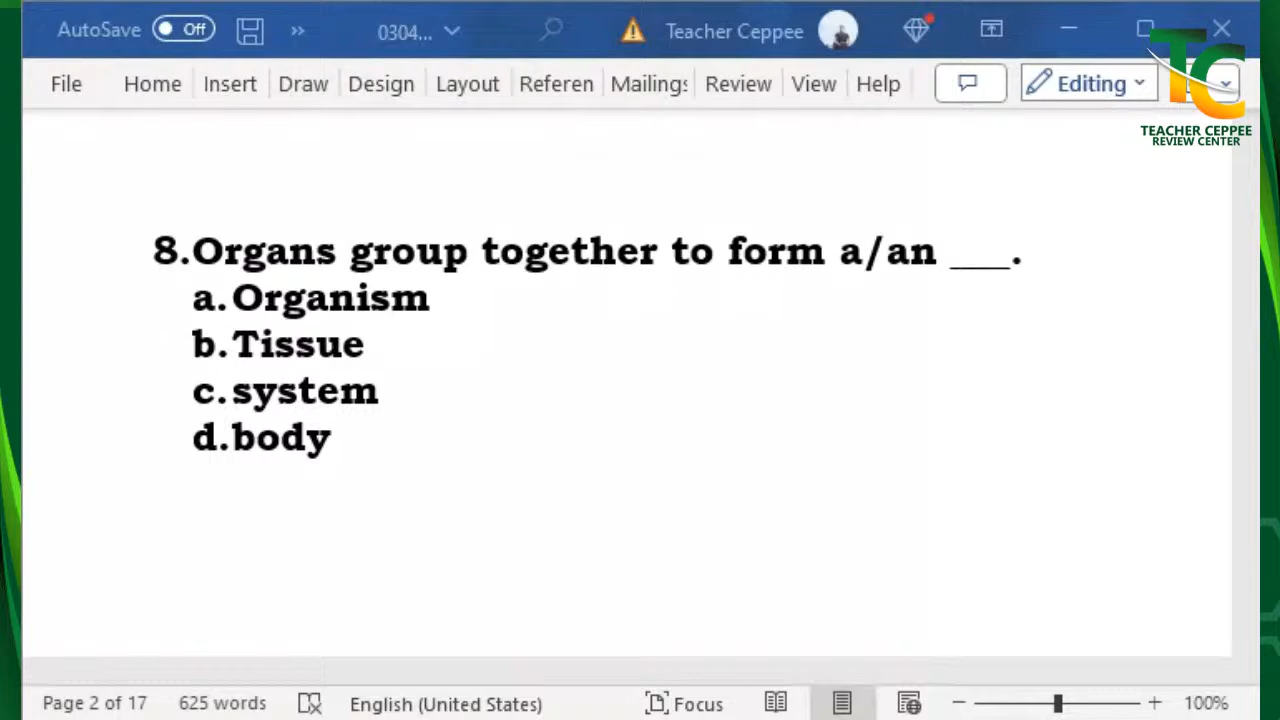 AutoSave Off » 0304... Teacher Ceppee
File Home Insert Draw Design Layout Referen Mailings Review View Help Editing
TC
TEACHER CEPPEE
REVIEW CENTER
8.Organs group together to form a/an ___.
a.Organism
b.Tissue
c.system
d.body
Page 2 of 17 625 words English (United States) Focus 100%